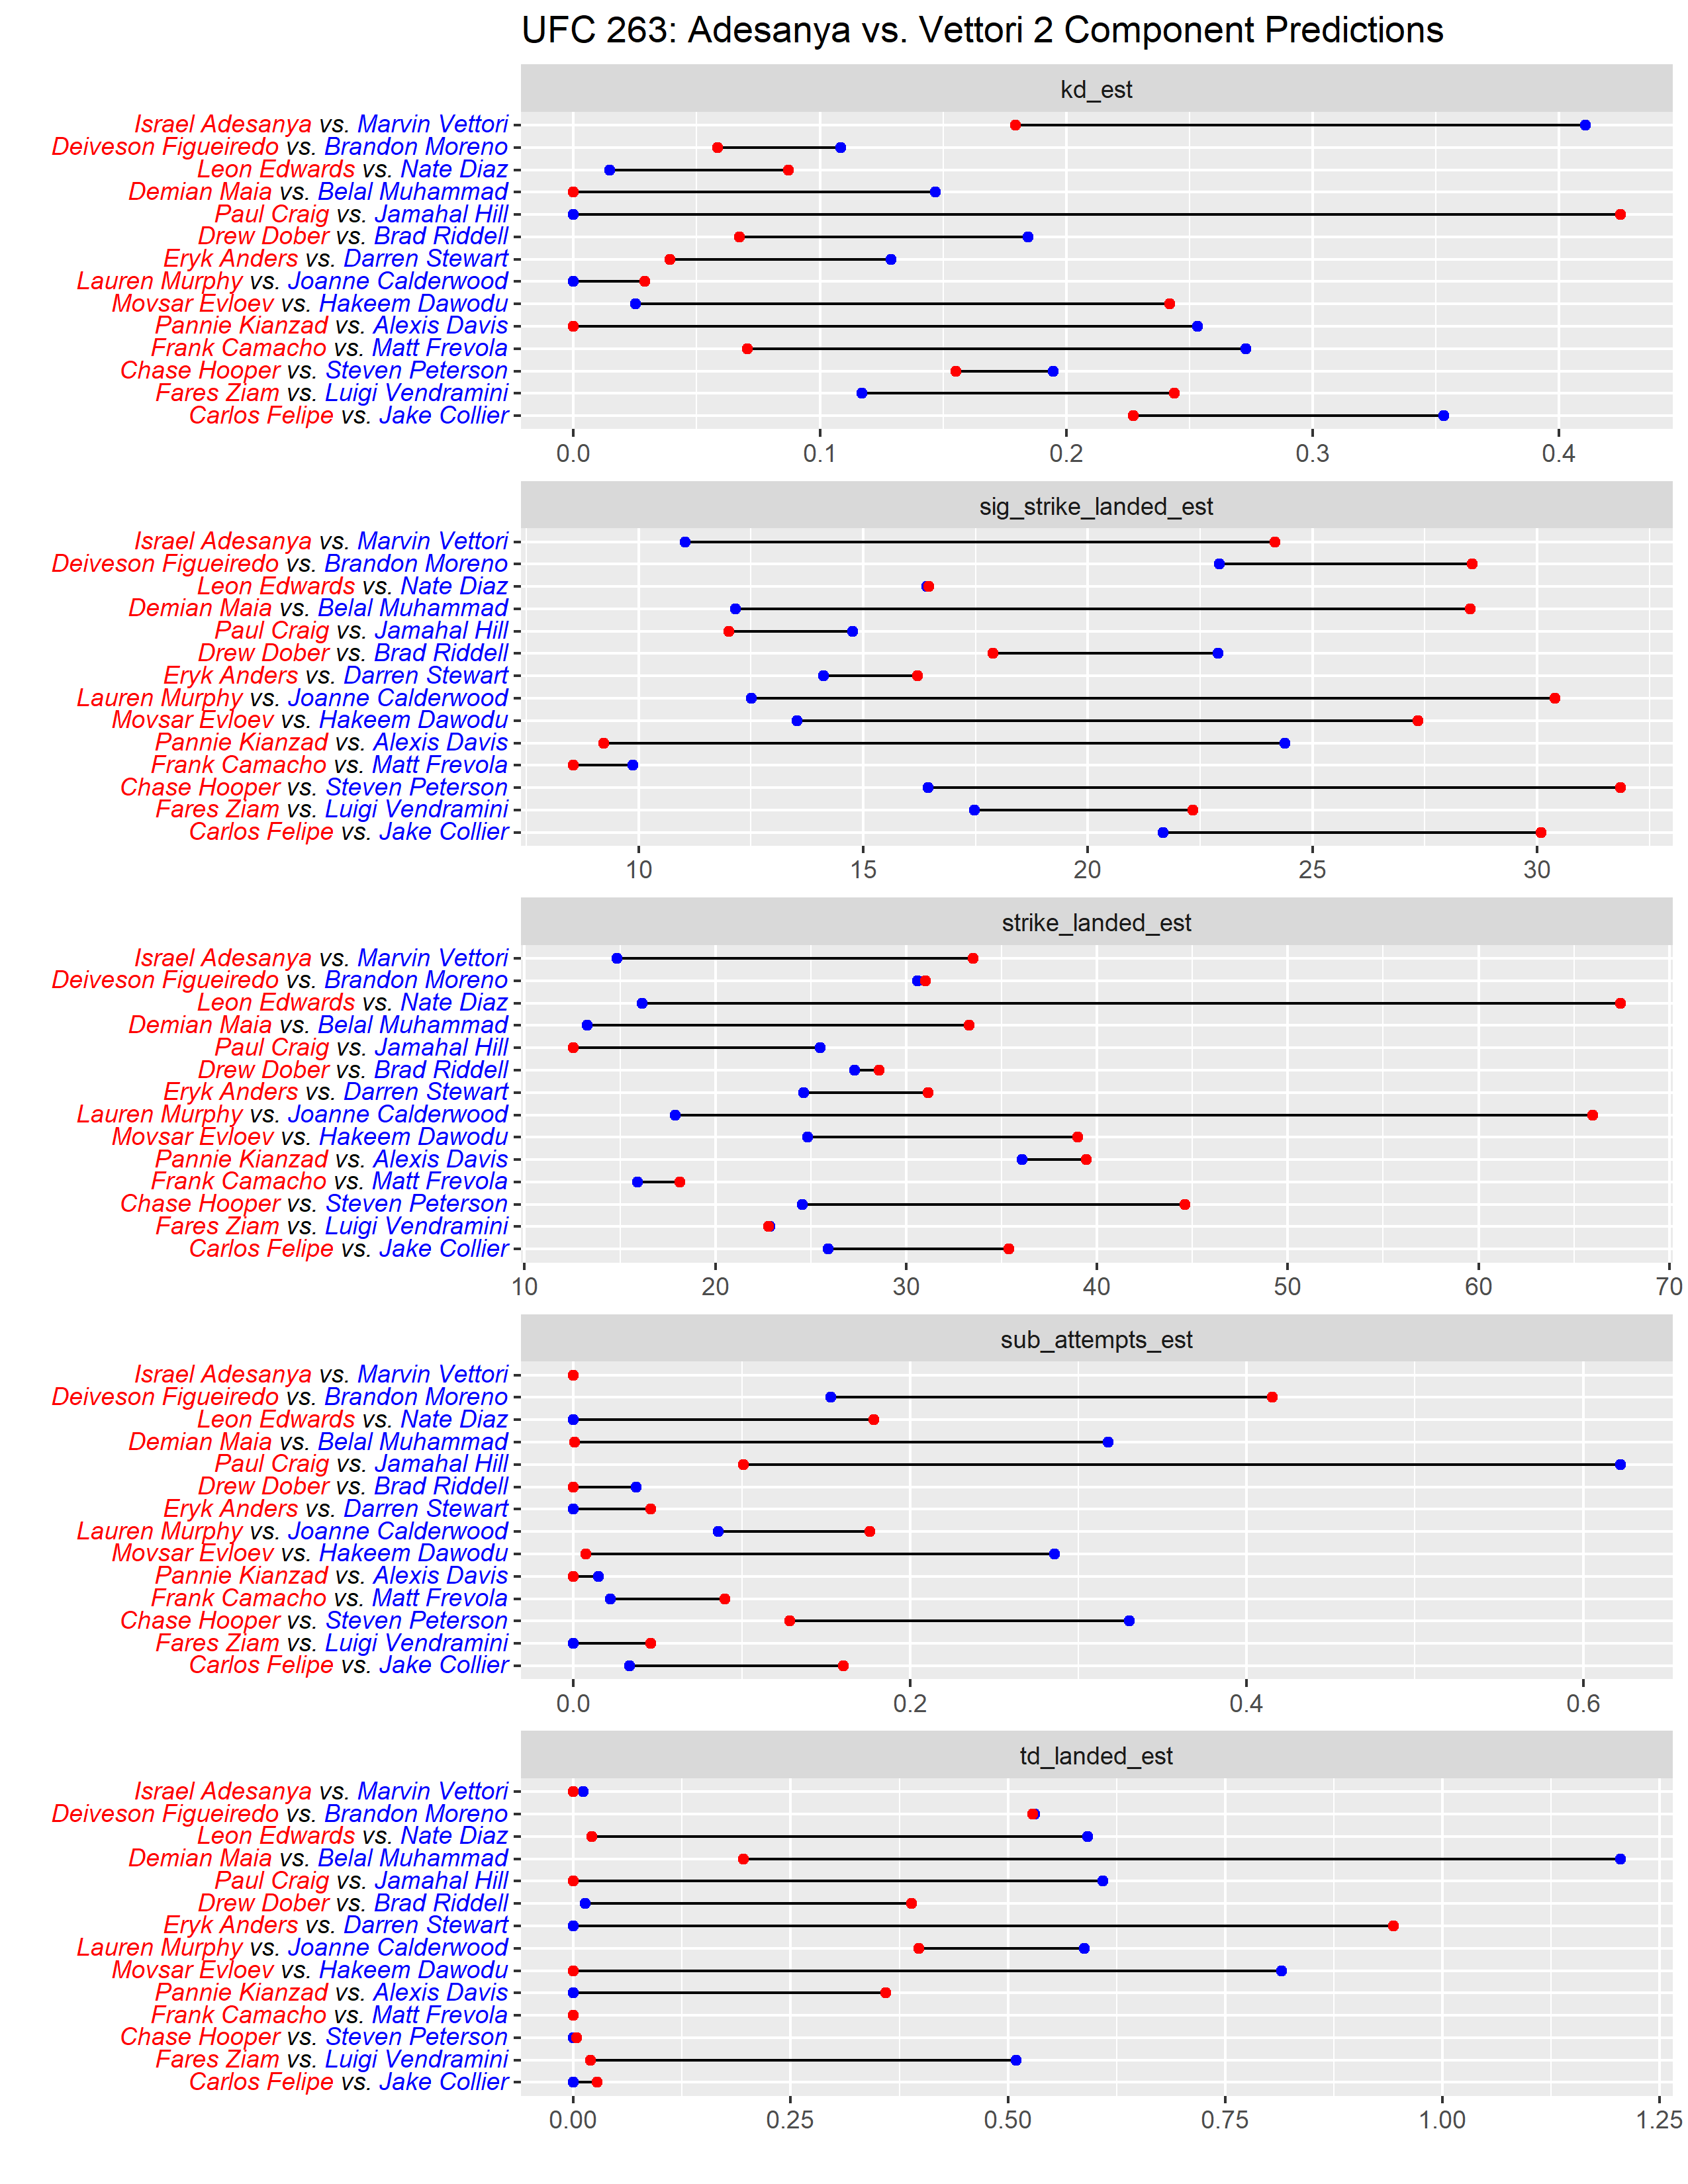 UFC 263: Adesanya vs. Vettori 2 Component Predictions
kd_est
Israel Adesanya vs. Marvin Vettori
Deiveson Figueiredo vs. Brandon Moreno
Leon Edwards vs. Nate Diaz
Demian Maia vs. Belal Muhammad
Paul Craig vs. Jamahal Hill
Drew Dober vs. Brad Riddell
Eryk Anders vs. Darren Stewart
Lauren Murphy vs. Joanne Calderwood
Movsar Evloev vs. Hakeem Dawodu
Pannie Kianzad vs. Alexis Davis
Frank Camacho vs. Matt Frevola
Chase Hooper vs. Steven Peterson
Fares Ziam vs. Luigi Vendramini
Carlos Felipe vs. Jake Collier
0.0 0.1 0.2 0.3 0.4
sig_strike_landed_est
Israel Adesanya vs. Marvin Vettori
Deiveson Figueiredo vs. Brandon Moreno
Leon Edwards vs. Nate Diaz
Demian Maia vs. Belal Muhammad
Paul Craig vs. Jamahal Hill
Drew Dober vs. Brad Riddell
Eryk Anders vs. Darren Stewart
Lauren Murphy vs. Joanne Calderwood
Movsar Evloev vs. Hakeem Dawodu
Pannie Kianzad vs. Alexis Davis
Frank Camacho vs. Matt Frevola
Chase Hooper vs. Steven Peterson
Fares Ziam vs. Luigi Vendramini
Carlos Felipe vs. Jake Collier
10 15 20 25 30
strike_landed_est
Israel Adesanya vs. Marvin Vettori
Deiveson Figueiredo vs. Brandon Moreno
Leon Edwards vs. Nate Diaz
Demian Maia vs. Belal Muhammad
Paul Craig vs. Jamahal Hill
Drew Dober vs. Brad Riddell
Eryk Anders vs. Darren Stewart
Lauren Murphy vs. Joanne Calderwood
Movsar Evloev vs. Hakeem Dawodu
Pannie Kianzad vs. Alexis Davis
Frank Camacho vs. Matt Frevola
Chase Hooper vs. Steven Peterson
Fares Ziam vs. Luigi Vendramini
Carlos Felipe vs. Jake Collier
10 20 30 40 50 60 70
sub_attempts_est
Israel Adesanya vs. Marvin Vettori
Deiveson Figueiredo vs. Brandon Moreno
Leon Edwards vs. Nate Diaz
Demian Maia vs. Belal Muhammad
Paul Craig vs. Jamahal Hill
Drew Dober vs. Brad Riddell
Eryk Anders vs. Darren Stewart
Lauren Murphy vs. Joanne Calderwood
Movsar Evloev vs. Hakeem Dawodu
Pannie Kianzad vs. Alexis Davis
Frank Camacho vs. Matt Frevola
Chase Hooper vs. Steven Peterson
Fares Ziam vs. Luigi Vendramini
Carlos Felipe vs. Jake Collier
0.0 0.2 0.4 0.6
td_landed_est
Israel Adesanya vs. Marvin Vettori
Deiveson Figueiredo vs. Brandon Moreno
Leon Edwards vs. Nate Diaz
Demian Maia vs. Belal Muhammad
Paul Craig vs. Jamahal Hill
Drew Dober vs. Brad Riddell
Eryk Anders vs. Darren Stewart
Lauren Murphy vs. Joanne Calderwood
Movsar Evloev vs. Hakeem Dawodu
Pannie Kianzad vs. Alexis Davis
Frank Camacho vs. Matt Frevola
Chase Hooper vs. Steven Peterson
Fares Ziam vs. Luigi Vendramini
Carlos Felipe vs. Jake Collier
0.00 0.25 0.50 0.75 1.00 1.25